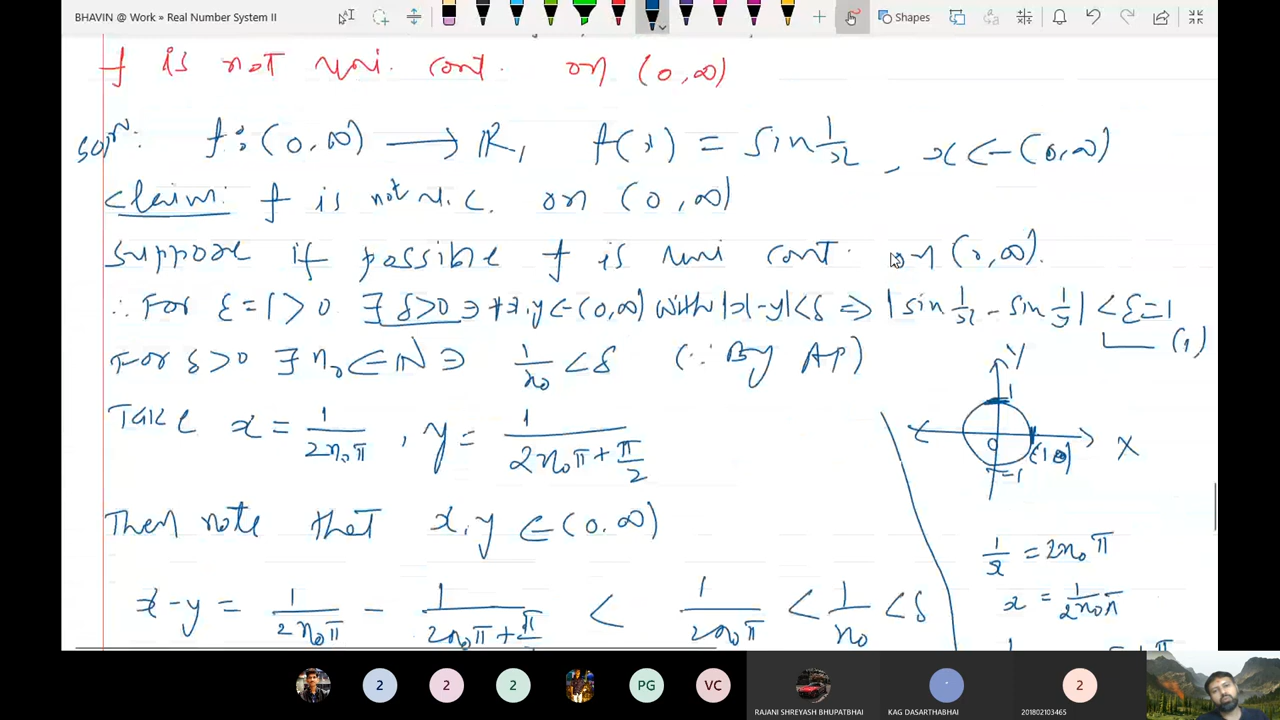 BHAVIN @ Work » Real Number System II
Shapes
f is not uni. cont. on (0,∞)
Solⁿ: f:(0,∞) → ℝ, f(x) = sin 1/x, x ∈ (0,∞)
Claim: f is not u.c. on (0,∞)
Suppose if possible f is uni cont. on (0,∞).
∴ For ε=1>0 ∃ δ>0 ∋ ∀ x,y ∈ (0,∞) with |x-y|<δ ⇒ |sin 1/x - sin 1/y| < ε=1
(1)
For δ>0 ∃ n₀ ∈ ℕ ∋ 1/n₀ < δ (∵ By AP)
Take x = 1/2n₀π , y = 1/(2n₀π + π/2)
Then note that x,y ∈ (0,∞)
x-y = 1/2n₀π - 1/(2n₀π + π/2) < 1/2n₀π < 1/n₀ < δ
Y
1
0
X
-1
1/x = 2n₀π
x = 1/2n₀π
2
2
2
PG
VC
2
RAJANI SHREYASH BHUPATBHAI
KAG DASARTHABHAI
201802103465